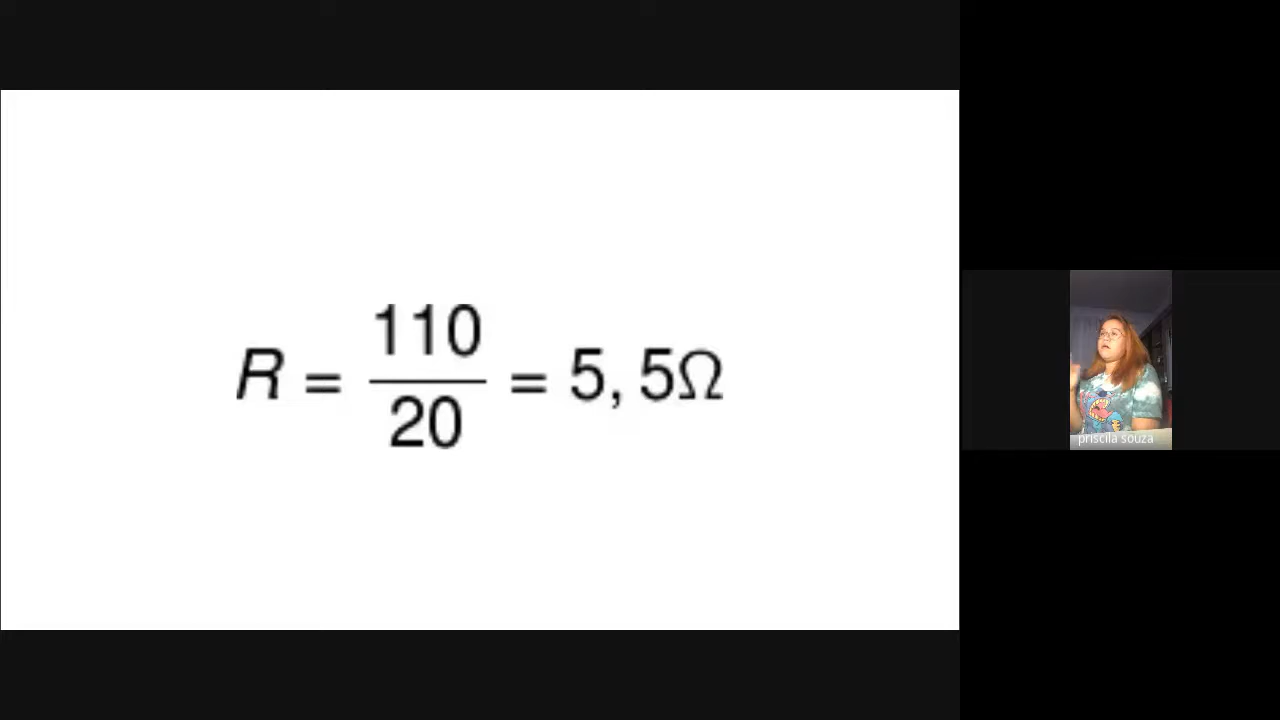 R = 110/20 = 5,5Ω
priscila souza